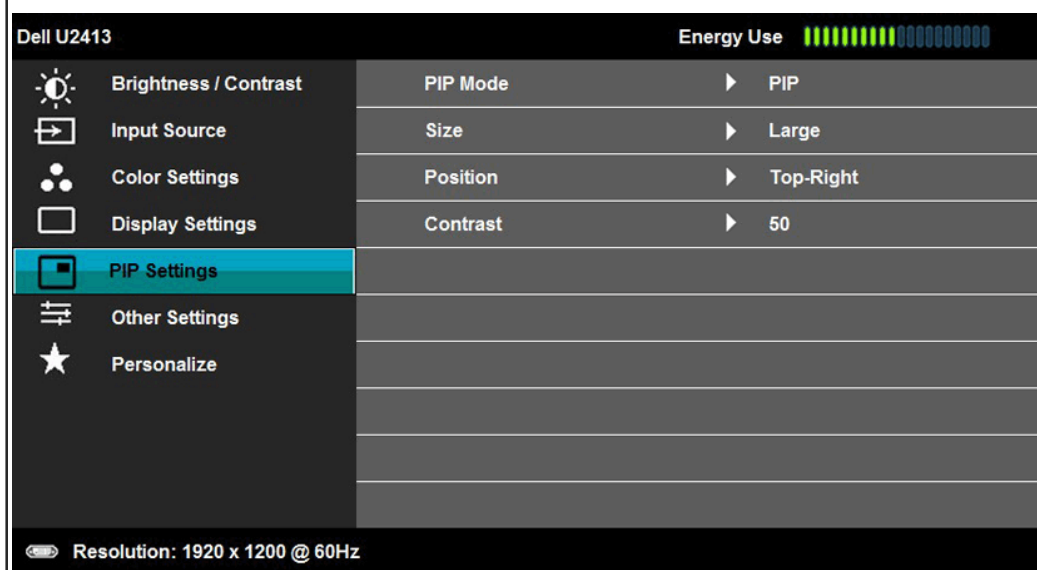 Dell U2413 Energy Use
Brightness / Contrast PIP Mode PIP
Input Source Size Large
Color Settings Position Top-Right
Display Settings Contrast 50
PIP Settings
Other Settings
Personalize
Resolution: 1920 x 1200 @ 60Hz